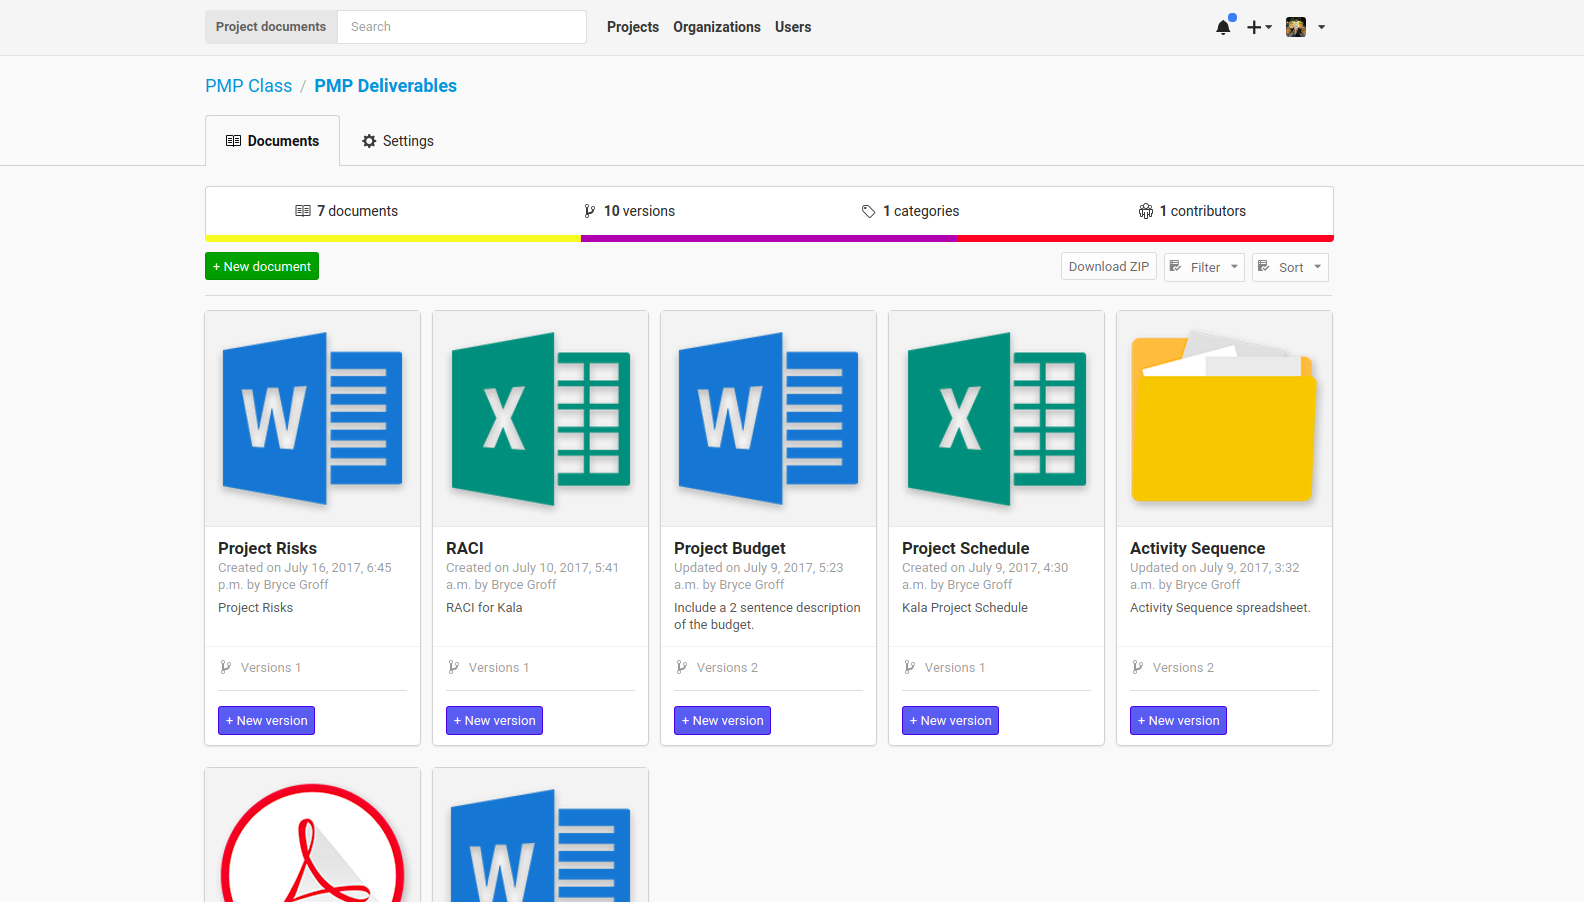 Project documents Search Projects Organizations Users
PMP Class / PMP Deliverables
Documents Settings
7 documents 10 versions 1 categories 1 contributors
+ New document Download ZIP Filter Sort
W X W X
Project Risks
Created on July 16, 2017, 6:45
p.m. by Bryce Groff
Project Risks
Versions 1
+ New version
RACI
Created on July 10, 2017, 5:41
a.m. by Bryce Groff
RACI for Kala
Versions 1
+ New version
Project Budget
Updated on July 9, 2017, 5:23
a.m. by Bryce Groff
Include a 2 sentence description
of the budget.
Versions 2
+ New version
Project Schedule
Created on July 9, 2017, 4:30
a.m. by Bryce Groff
Kala Project Schedule
Versions 1
+ New version
Activity Sequence
Updated on July 9, 2017, 3:32
a.m. by Bryce Groff
Activity Sequence spreadsheet.
Versions 2
+ New version
W